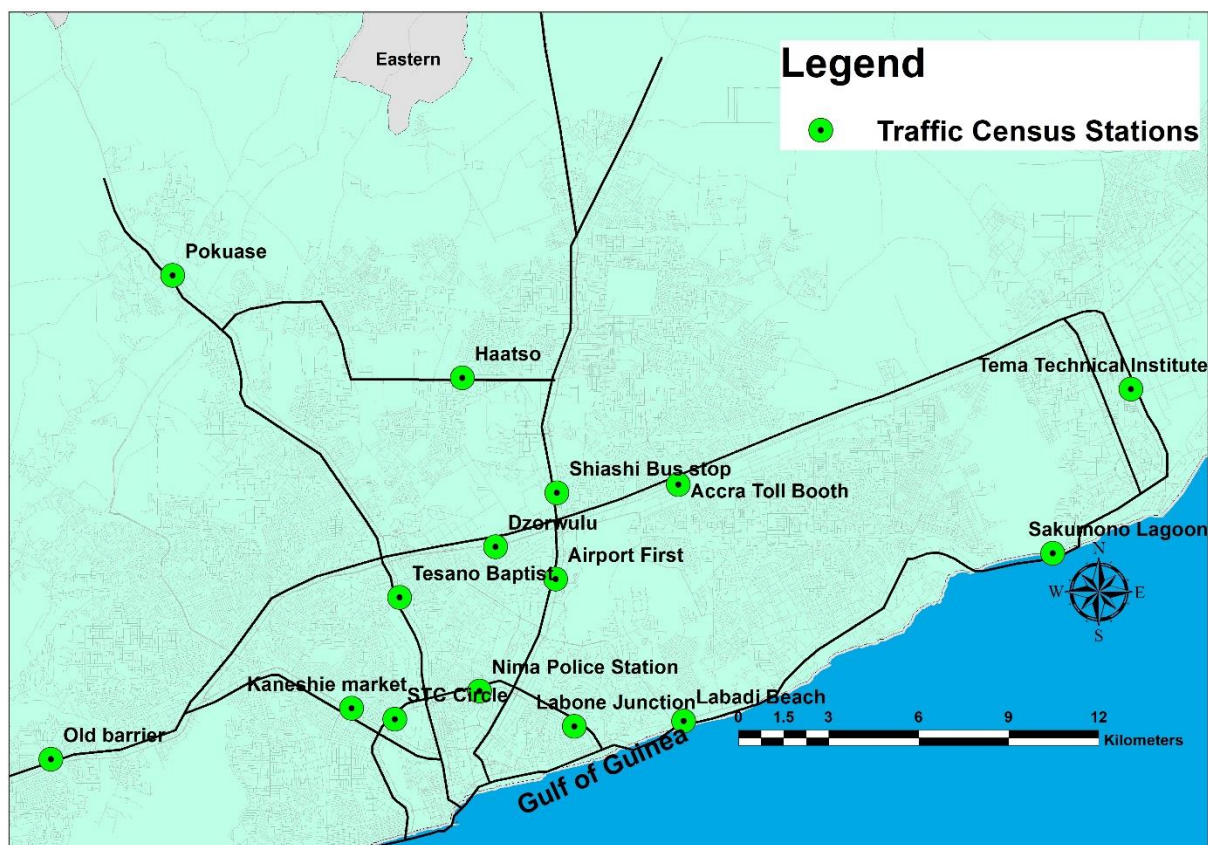 Eastern
Legend
Traffic Census Stations
Pokuase
Haatso
Tema Technical Institute
Shiashi Bus stop
Accra Toll Booth
Dzorwulu
Sakumono Lagoon
Airport First
Tesano Baptist
N
W E
S
Nima Police Station
Kaneshie market
STC Circle
Labone Junction
Labadi Beach
Old barrier
0 1.5 3 6 9 12
Kilometers
Gulf of Guinea